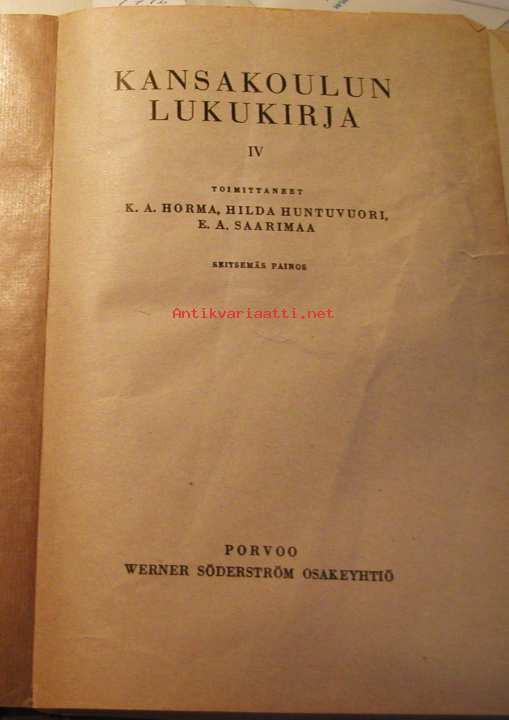 KANSAKOULUN
LUKUKIRJA
IV
TOIMITTANEET
K. A. HORMA, HILDA HUNTUVUORI,
E. A. SAARIMAA
SEITSEMÄS PAINOS
Antikvariaatti.net
PORVOO
WERNER SÖDERSTRÖM OSAKEYHTIÖ